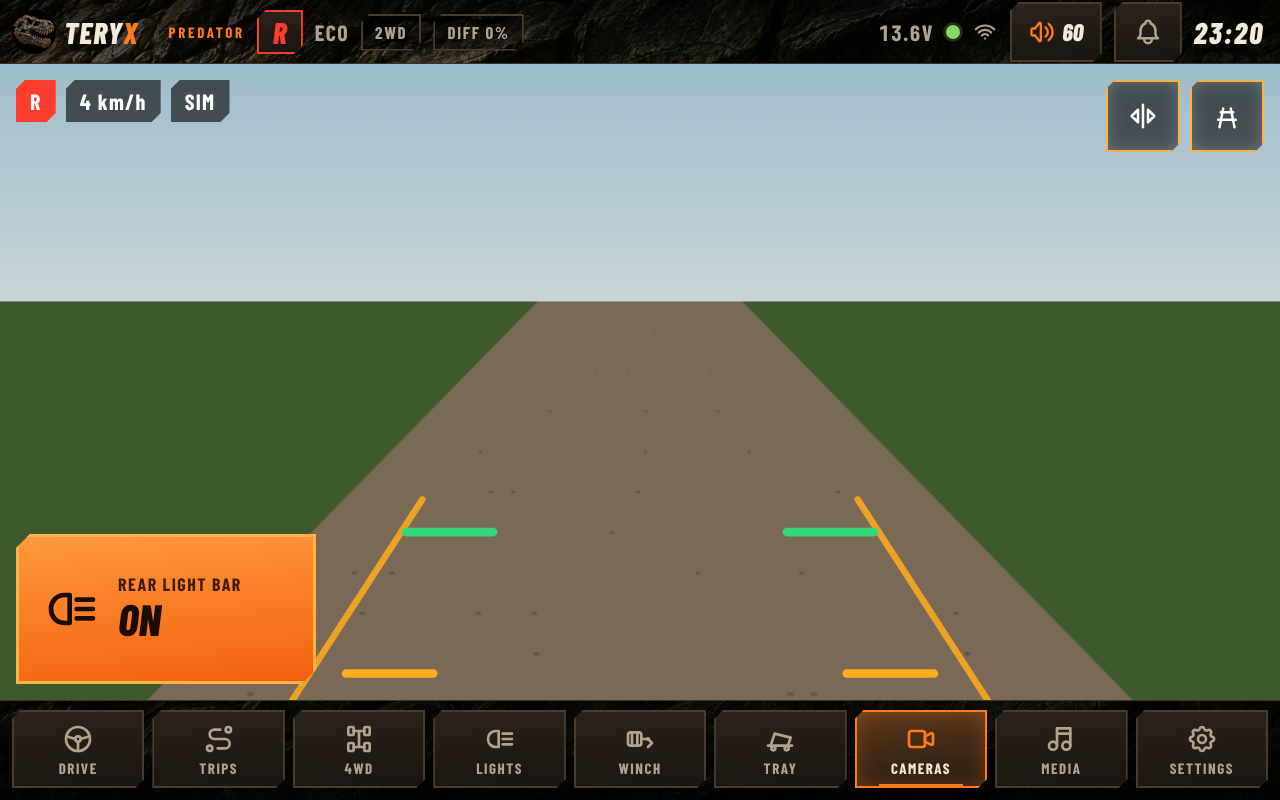 TERYX PREDATOR R ECO 2WD DIFF 0% 13.6V 60 23:20
R 4 km/h SIM
REAR LIGHT BAR
ON
DRIVE TRIPS 4WD LIGHTS WINCH TRAY CAMERAS MEDIA SETTINGS